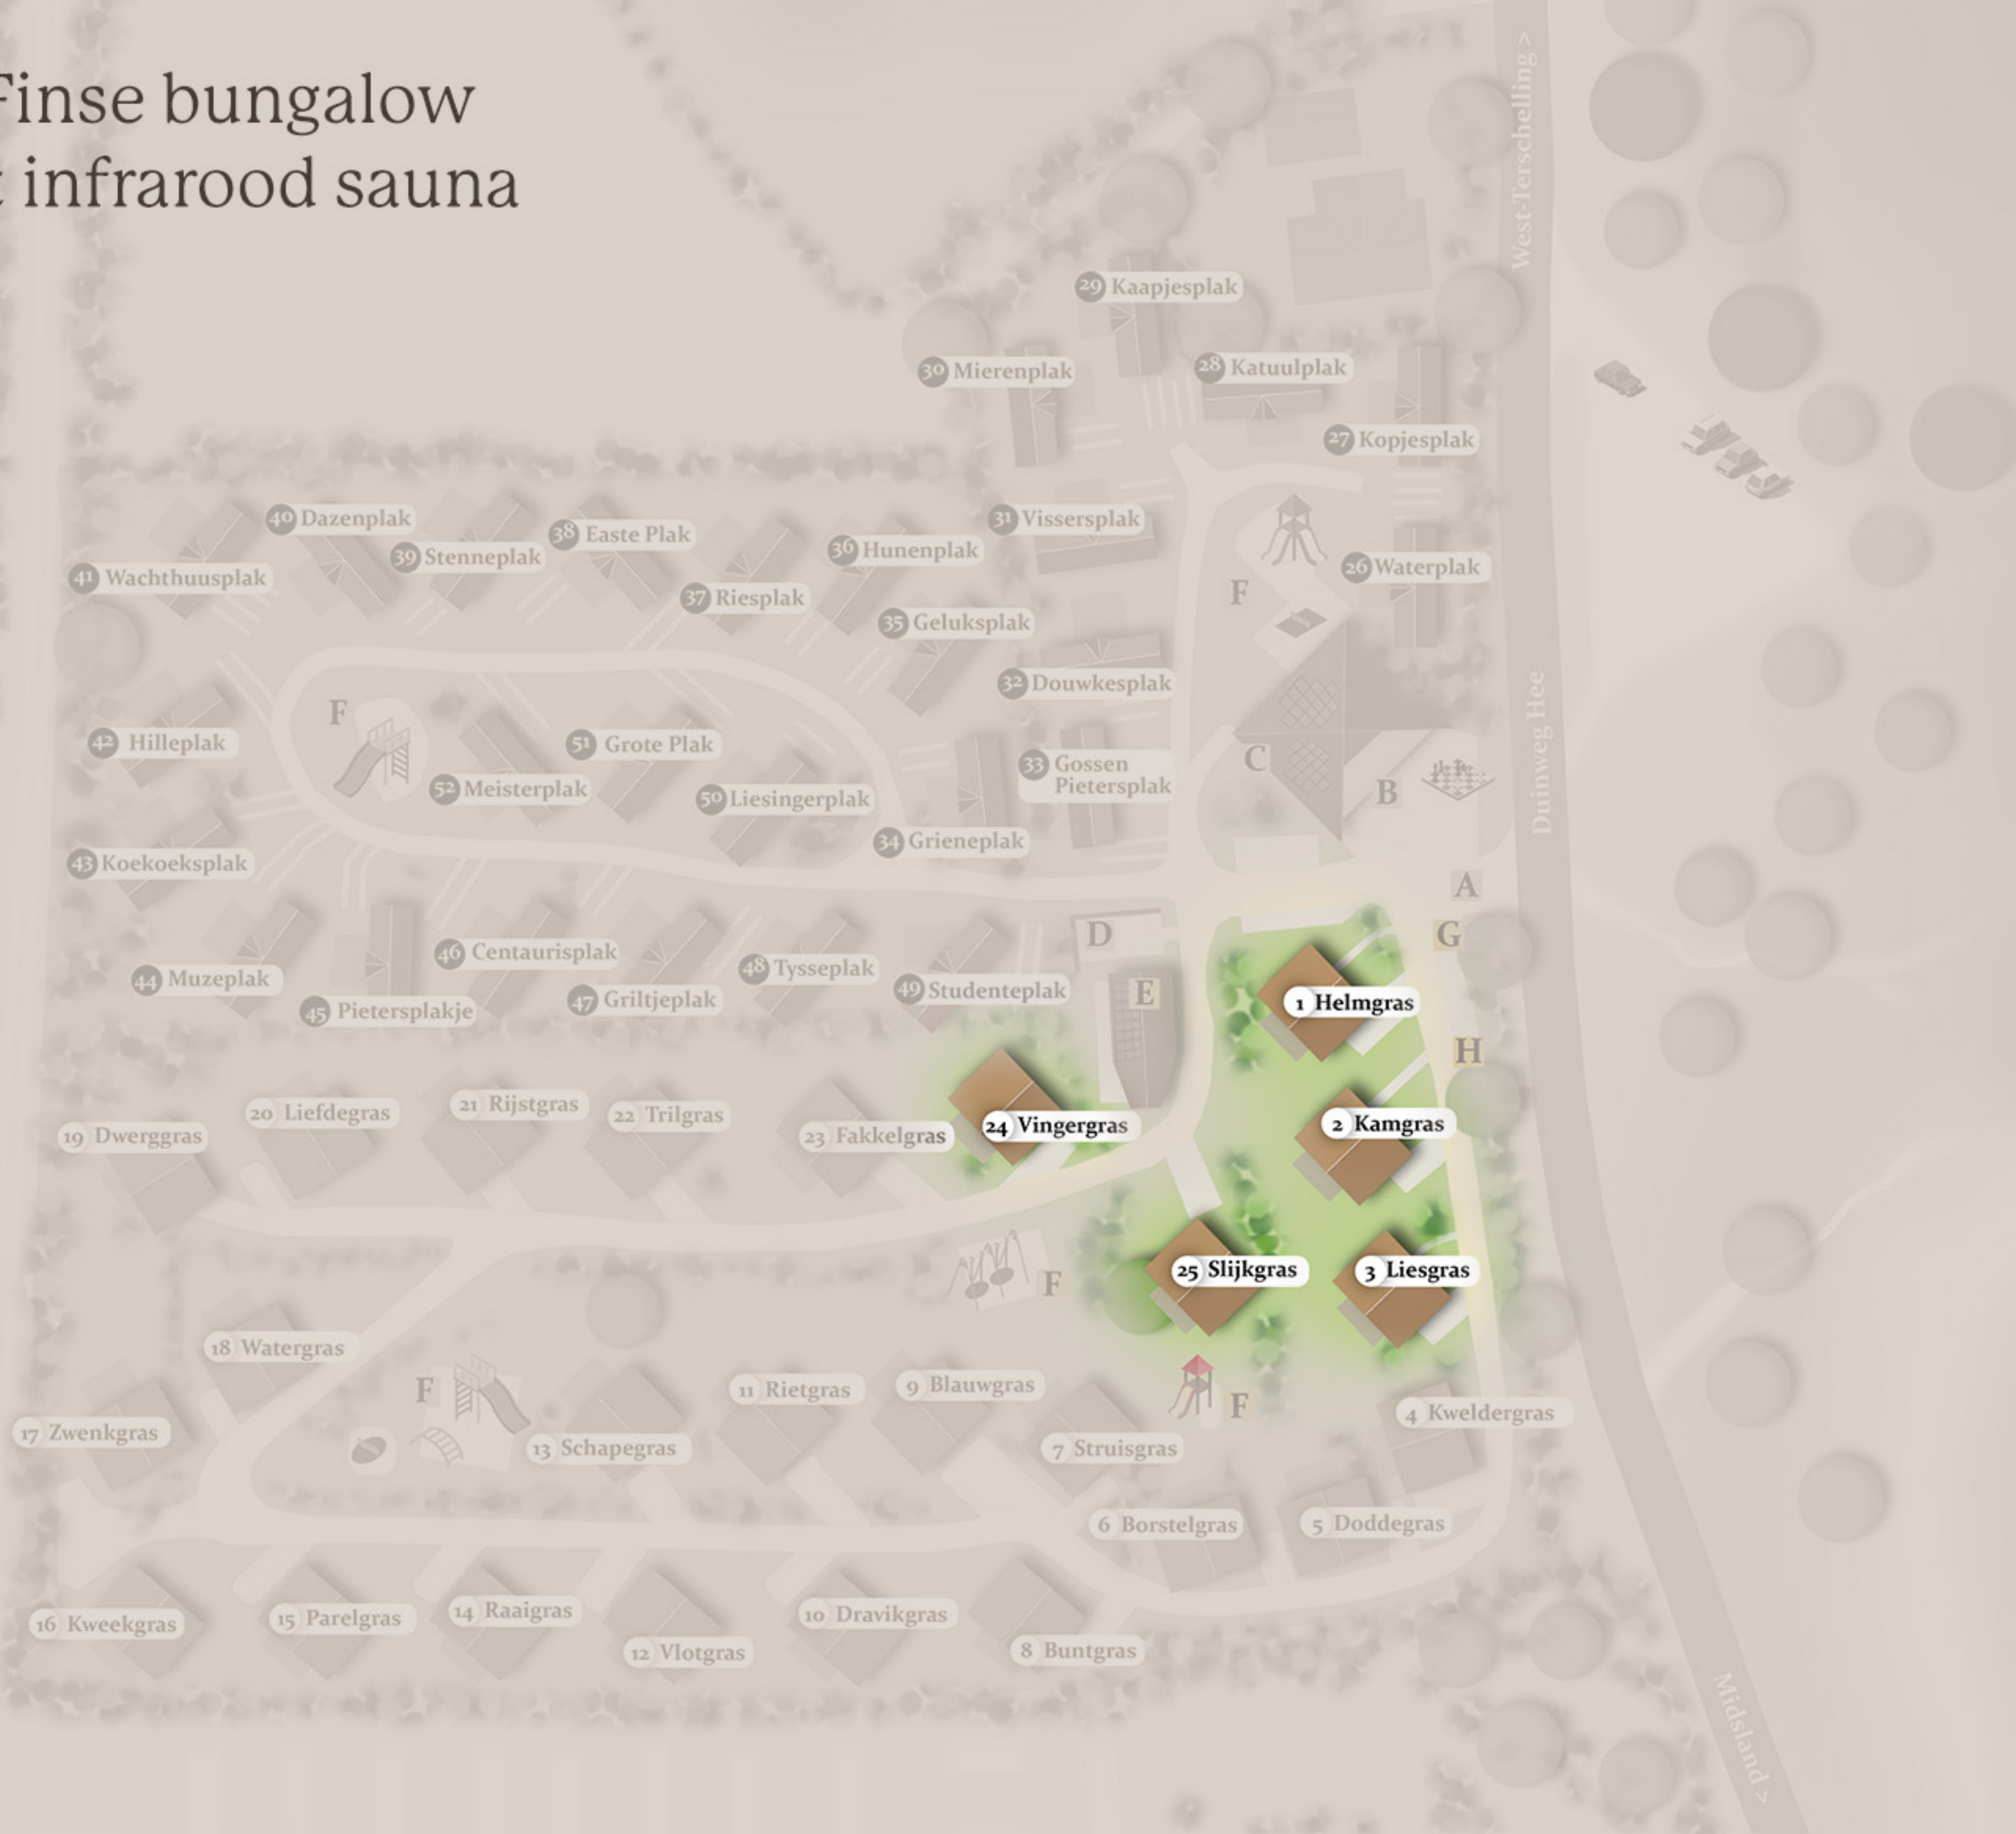 Finse bungalow
infrarood sauna
West-Terschelling >
29 Kaapjesplak
30 Mierenplak
28 Katuulplak
27 Kopjesplak
40 Dazenplak
38 Easte Plak
31 Vissersplak
39 Stenneplak
36 Hunenplak
41 Wachthuusplak
26 Waterplak
37 Riesplak
F
35 Geluksplak
32 Douwkesplak
Duinweg Hee
F
42 Hilleplak
51 Grote Plak
33 Gossen
Pietersplak
C
52 Meisterplak
50 Liesingerplak
B
34 Grieneplak
43 Koekoeksplak
A
D
G
46 Centaurisplak
48 Tysseplak
44 Muzeplak
49 Studenteplak
E
47 Griltjeplak
1 Helmgras
45 Pietersplakje
H
21 Rijstgras
20 Liefdegras
22 Trilgras
24 Vingergras
2 Kamgras
19 Dwerggras
23 Fakkelgras
25 Slijkgras
3 Liesgras
F
18 Watergras
F
11 Rietgras
9 Blauwgras
F
4 Kweldergras
17 Zwenkgras
13 Schapegras
7 Struisgras
6 Borstelgras
5 Doddegras
16 Kweekgras
15 Parelgras
14 Raaigras
10 Dravikgras
12 Vlotgras
8 Buntgras
Midsland >